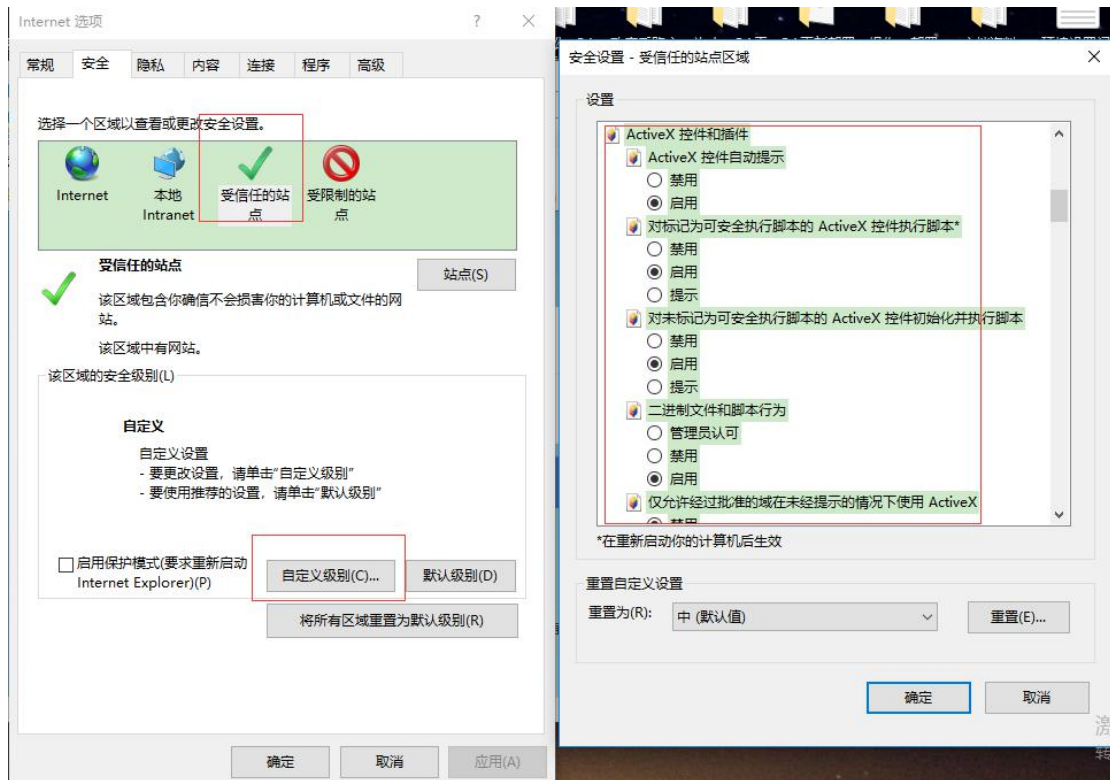 Internet 选项
常规
安全
隐私
内容
连接
程序
高级
选择一个区域以查看或更改安全设置。
Internet
本地
Intranet
受信任的站
点
受限制的站
点
受信任的站点
站点(S)
该区域包含你确信不会损害你的计算机或文件的网
站。
该区域中有网站。
该区域的安全级别(L)
自定义
自定义设置
- 要更改设置，请单击“自定义级别”
- 要使用推荐的设置，请单击“默认级别”
启用保护模式(要求重新启动
Internet Explorer)(P)
自定义级别(C)...
默认级别(D)
将所有区域重置为默认级别(R)
确定
取消
应用(A)
安全设置 - 受信任的站点区域
设置
ActiveX 控件和插件
ActiveX 控件自动提示
禁用
启用
对标记为可安全执行脚本的 ActiveX 控件执行脚本*
禁用
启用
提示
对未标记为可安全执行脚本的 ActiveX 控件初始化并执行脚本
禁用
启用
提示
二进制文件和脚本行为
管理员认可
禁用
启用
仅允许经过批准的域在未经提示的情况下使用 ActiveX
*在重新启动你的计算机后生效
重置自定义设置
重置为(R):
中 (默认值)
重置(E)...
确定
取消